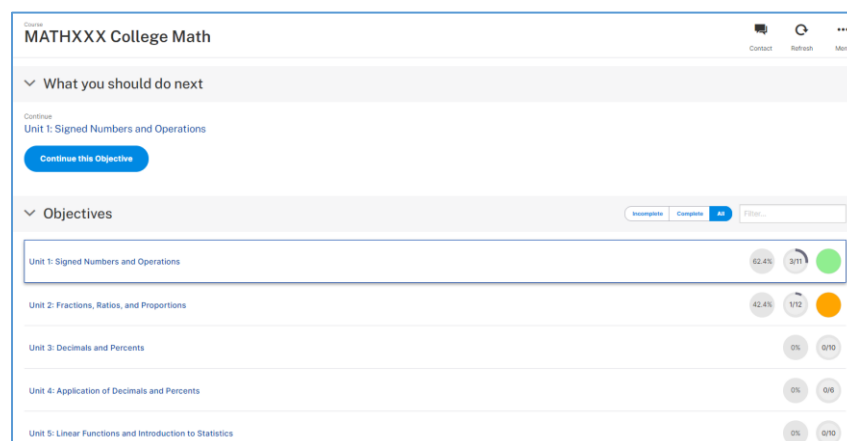 Course
MATHXXX College Math
Contact
Refresh
What you should do next
Continue
Unit 1: Signed Numbers and Operations
Continue this Objective
Objectives
Incomplete Complete All Filter...
Unit 1: Signed Numbers and Operations 62.4% 3/11
Unit 2: Fractions, Ratios, and Proportions 42.4% 1/12
Unit 3: Decimals and Percents 0% 0/10
Unit 4: Application of Decimals and Percents 0% 0/6
Unit 5: Linear Functions and Introduction to Statistics 0% 0/10